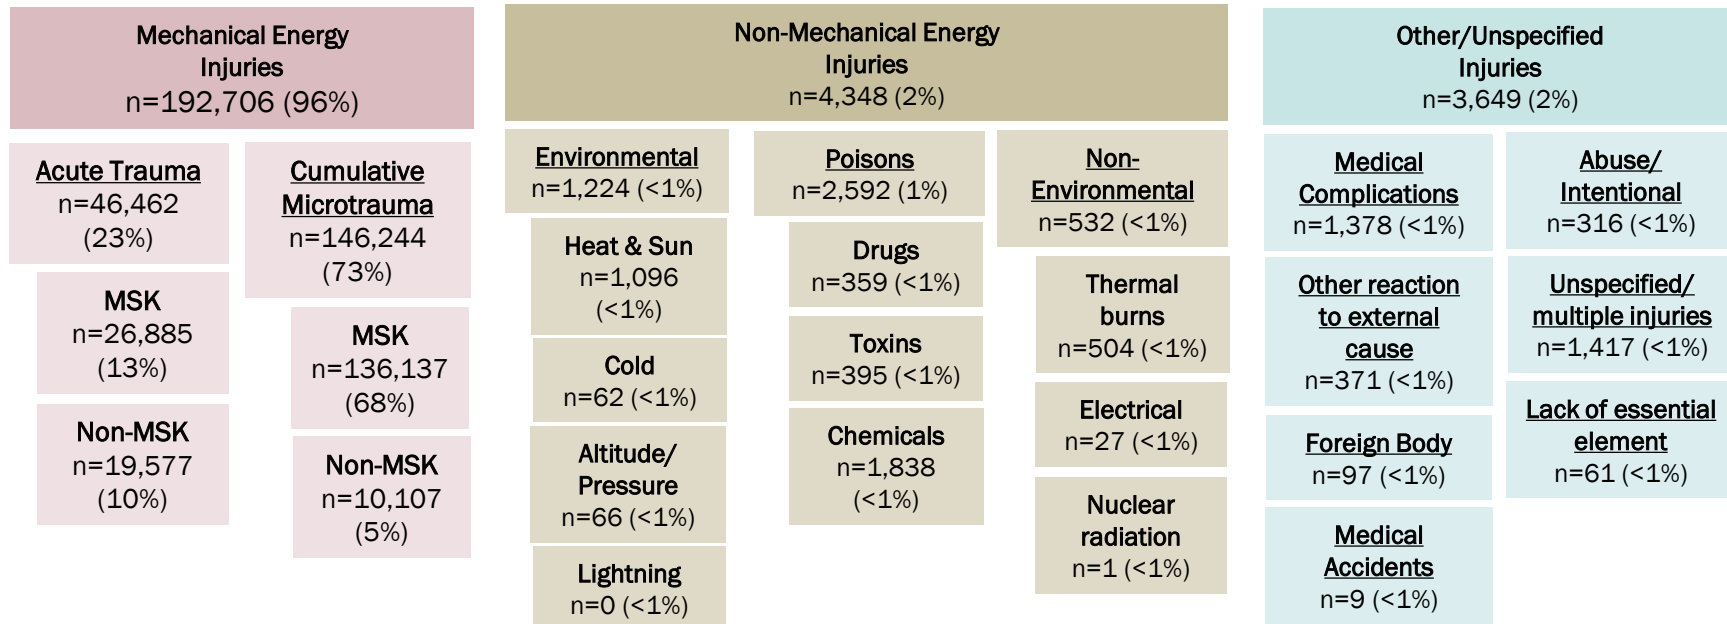 Mechanical Energy
Injuries
n=192,706 (96%)
Acute Trauma
n=46,462
(23%)
MSK
n=26,885
(13%)
Non-MSK
n=19,577
(10%)
Cumulative
Microtrauma
n=146,244
(73%)
MSK
n=136,137
(68%)
Non-MSK
n=10,107
(5%)
Non-Mechanical Energy
Injuries
n=4,348 (2%)
Environmental
n=1,224 (<1%)
Heat & Sun
n=1,096
(<1%)
Cold
n=62 (<1%)
Altitude/
Pressure
n=66 (<1%)
Lightning
n=0 (<1%)
Poisons
n=2,592 (1%)
Drugs
n=359 (<1%)
Toxins
n=395 (<1%)
Chemicals
n=1,838
(<1%)
Non-
Environmental
n=532 (<1%)
Thermal
burns
n=504 (<1%)
Electrical
n=27 (<1%)
Nuclear
radiation
n=1 (<1%)
Other/Unspecified
Injuries
n=3,649 (2%)
Medical
Complications
n=1,378 (<1%)
Other reaction
to external
cause
n=371 (<1%)
Foreign Body
n=97 (<1%)
Medical
Accidents
n=9 (<1%)
Abuse/
Intentional
n=316 (<1%)
Unspecified/
multiple injuries
n=1,417 (<1%)
Lack of essential
element
n=61 (<1%)